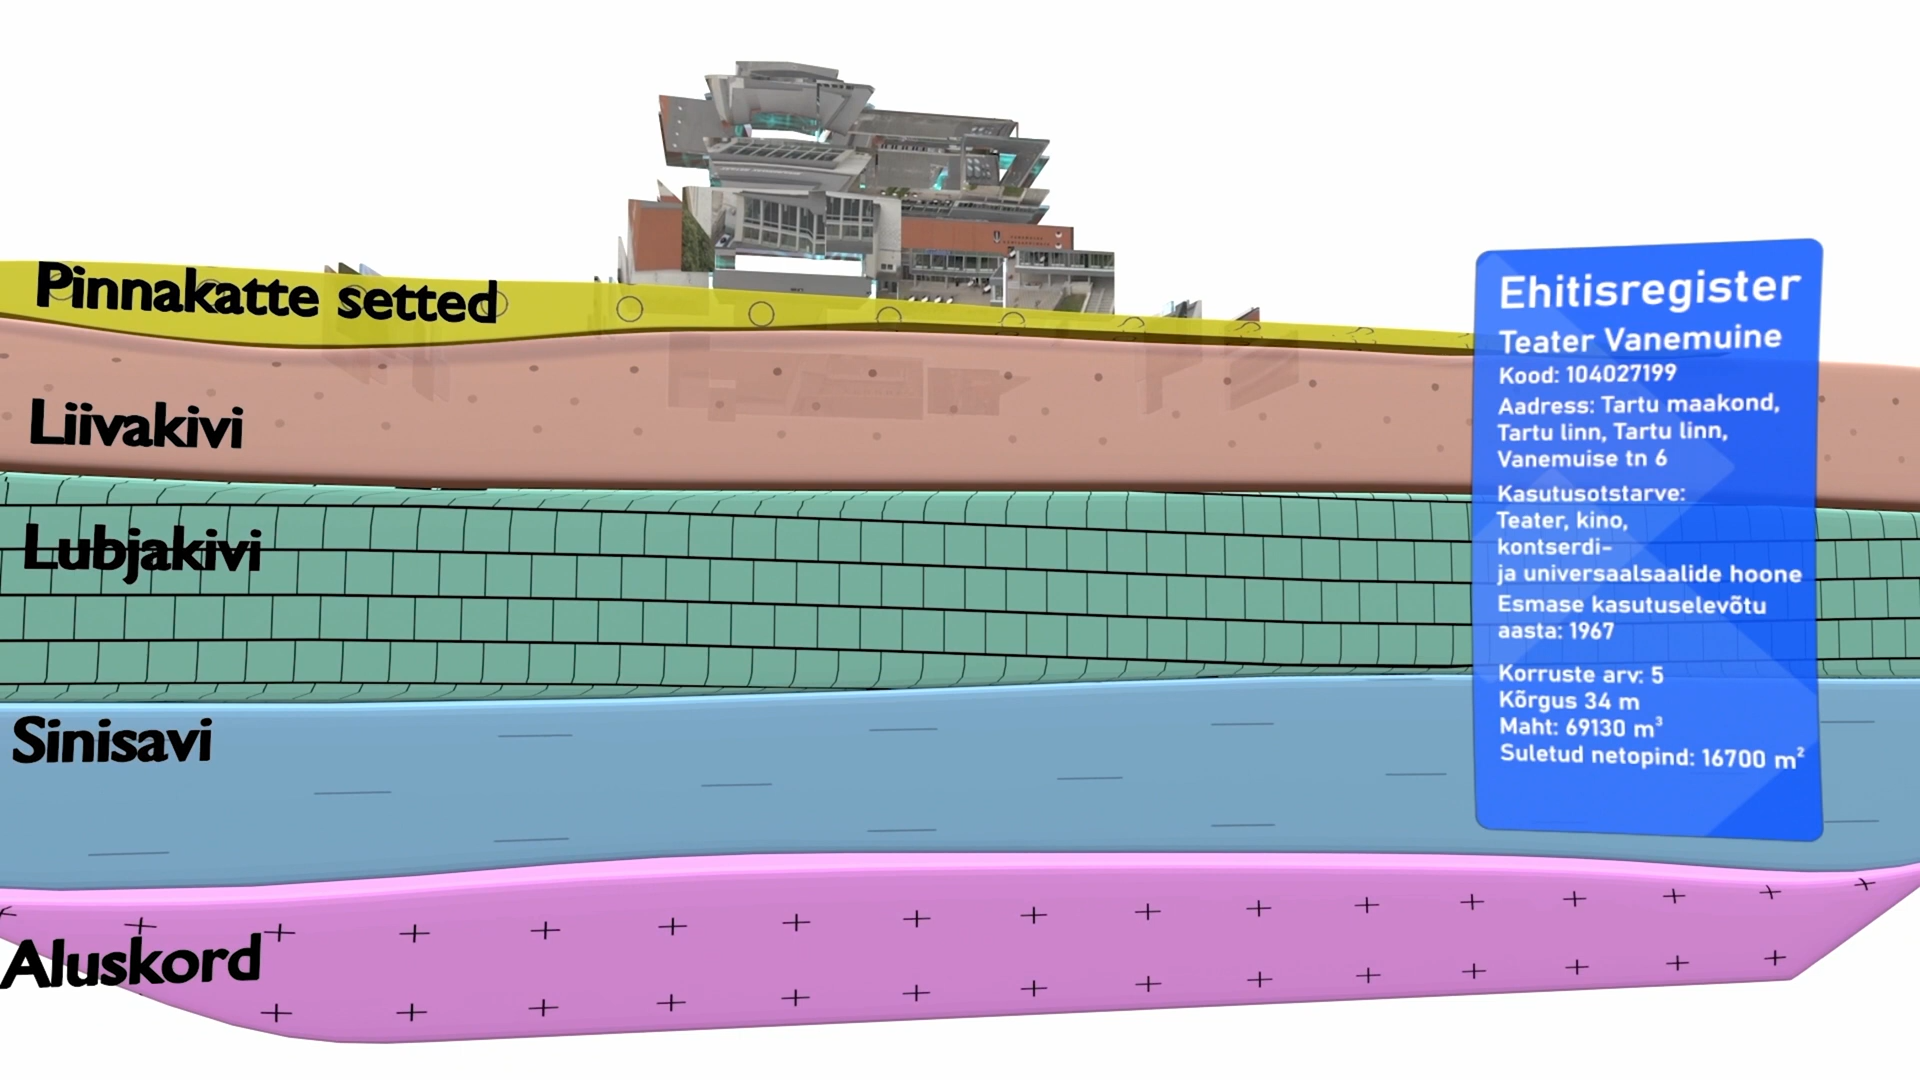 Pinnakatte setted
Liivakivi
Lubjakivi
Sinisavi
Aluskord
Ehitisregister
Teater Vanemuine
Kood: 104027199
Aadress: Tartu maakond,
Tartu linn, Tartu linn,
Vanemuise tn 6
Kasutusotstarve:
Teater, kino,
kontserdi-
ja universaalsaalide hoone
Esmase kasutuselevõtu
aasta: 1967
Korruste arv: 5
Kõrgus 34 m
Maht: 69130 m³
Suletud netopind: 16700 m²